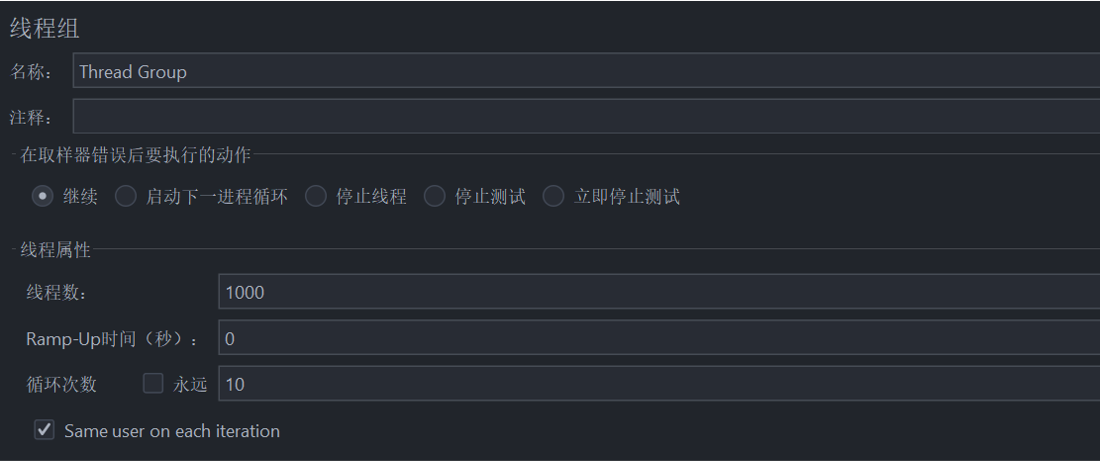 线程组
名称： Thread Group
注释：
在取样器错误后要执行的动作
继续 启动下一进程循环 停止线程 停止测试 立即停止测试
线程属性
线程数： 1000
Ramp-Up时间（秒）： 0
循环次数 永远 10
Same user on each iteration